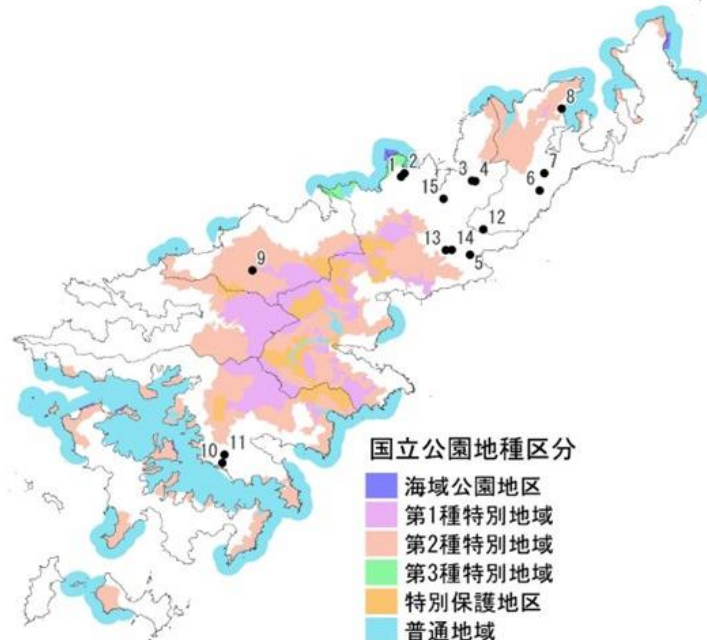 8
1 2
3 4
7
6
15
12
13 14
5
9
11
10
国立公園地種区分
海域公園地区
第1種特別地域
第2種特別地域
第3種特別地域
特別保護地区
普通地域